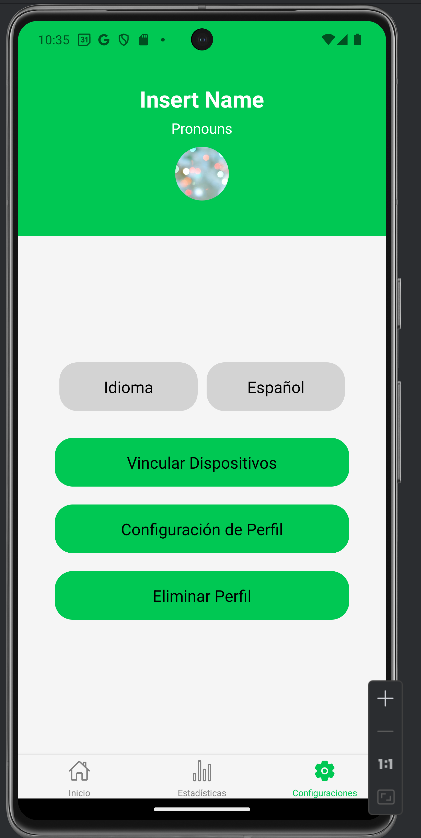 10:35 31 G
Insert Name
Pronouns
Idioma Español
Vincular Dispositivos
Configuración de Perfil
Eliminar Perfil
Inicio Estadísticas Configuraciones
1:1